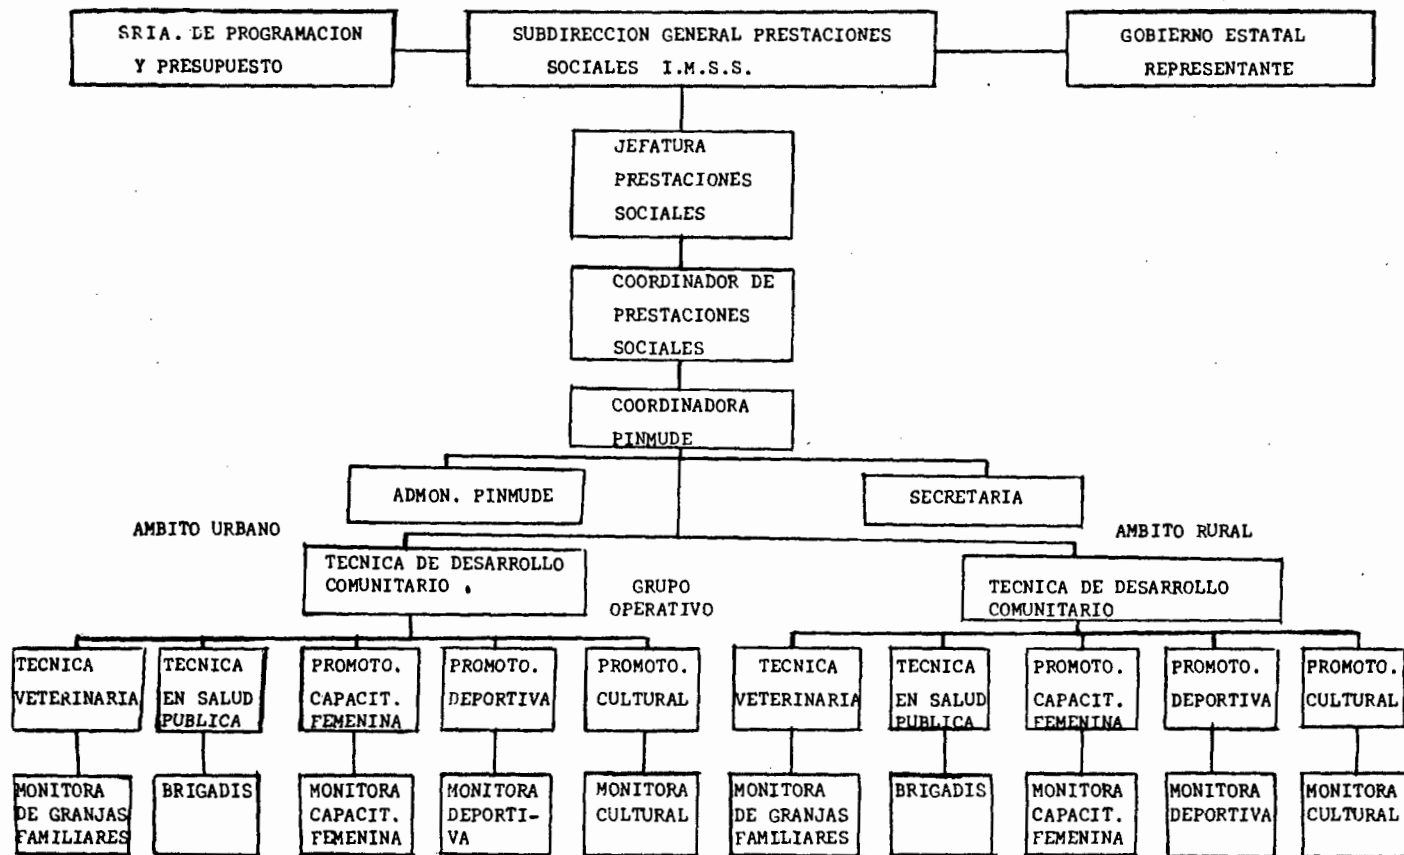 SRIA. DE PROGRAMACION
Y PRESUPUESTO
SUBDIRECCION GENERAL PRESTACIONES
SOCIALES I.M.S.S.
GOBIERNO ESTATAL
REPRESENTANTE
JEFATURA
PRESTACIONES
SOCIALES
COORDINADOR DE
PRESTACIONES
SOCIALES
COORDINADORA
PINMUDE
ADMON. PINMUDE
SECRETARIA
AMBITO URBANO
AMBITO RURAL
TECNICA DE DESARROLLO
COMUNITARIO .
GRUPO
OPERATIVO
TECNICA DE DESARROLLO
COMUNITARIO
TECNICA
VETERINARIA
TECNICA
EN SALUD
PUBLICA
PROMOTO.
CAPACIT.
FEMENINA
PROMOTO.
DEPORTIVA
PROMOTO.
CULTURAL
TECNICA
VETERINARIA
TECNICA
EN SALUD
PUBLICA
PROMOTO.
CAPACIT.
FEMENINA
PROMOTO.
DEPORTIVA
PROMOTO.
CULTURAL
MONITORA
DE GRANJAS
FAMILIARES
BRIGADIS
MONITORA
CAPACIT.
FEMENINA
MONITORA
DEPORTI-
VA
MONITORA
CULTURAL
MONITORA
DE GRANJAS
FAMILIARES
BRIGADIS
MONITORA
CAPACIT.
FEMENINA
MONITORA
DEPORTIVA
MONITORA
CULTURAL